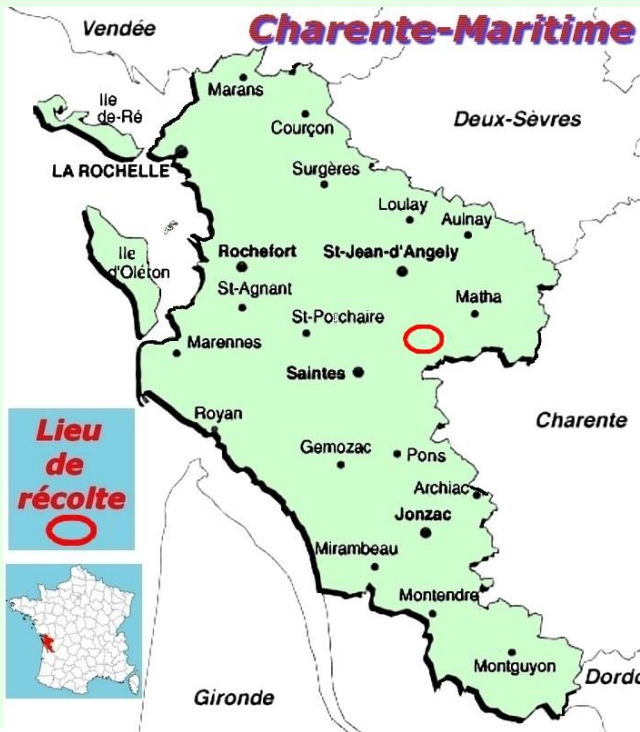 Charente-Maritime
Vendée
Marans
Ile
de-Ré
Courçon
Deux-Sèvres
LA ROCHELLE
Surgères
Loulay
Aulnay
Ile
d'Oléron
Rochefort
St-Jean-d'Angely
St-Agnant
Matha
St-Porchaire
Marennes
Saintes
Royan
Charente
Lieu
de
récolte
Gemozac
Pons
Archiac
Jonzac
Mirambeau
Montendre
Montguyon
Dordo
Gironde